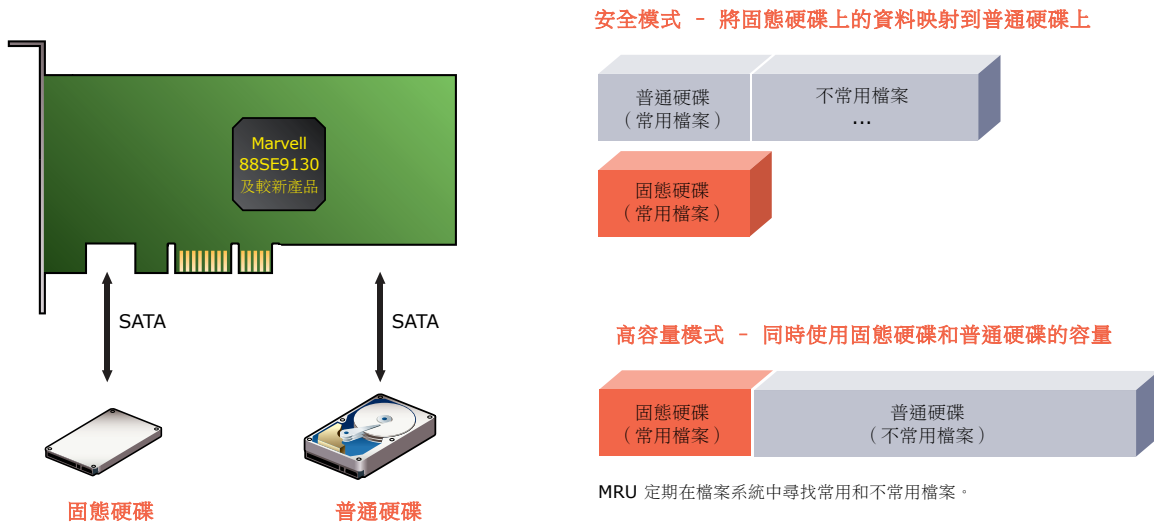 Marvell
88SE9130
及較新產品
SATA
SATA
固態硬碟
普通硬碟
安全模式 - 將固態硬碟上的資料映射到普通硬碟上
普通硬碟
（常用檔案）
不常用檔案
...
固態硬碟
（常用檔案）
高容量模式 - 同時使用固態硬碟和普通硬碟的容量
固態硬碟
（常用檔案）
普通硬碟
（不常用檔案）
MRU 定期在檔案系統中尋找常用和不常用檔案。